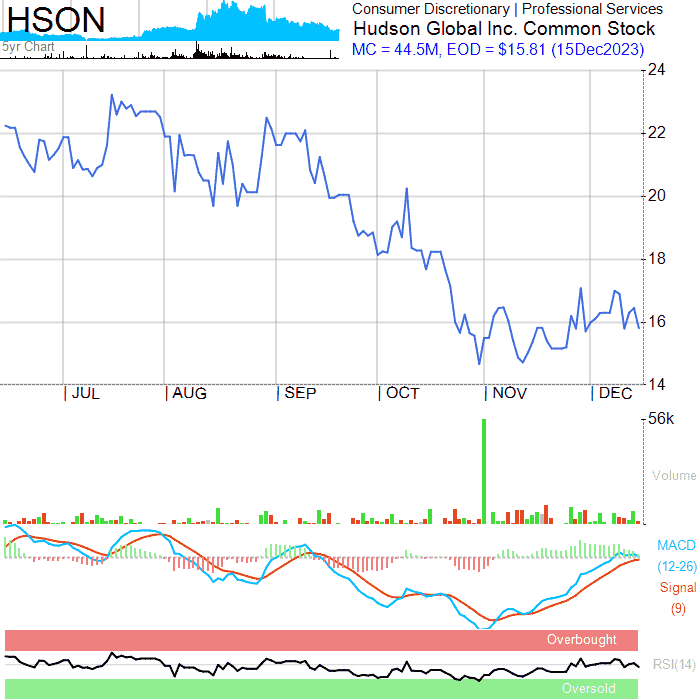 HSON
5yr Chart
Consumer Discretionary | Professional Services
Hudson Global Inc. Common Stock
MC = 44.5M, EOD = $15.81 (15Dec2023)
24
22
20
18
16
14
| JUL | AUG | SEP | OCT | NOV | DEC
56k
Volume
MACD
(12-26)
Signal
(9)
Overbought
RSI(14)
Oversold